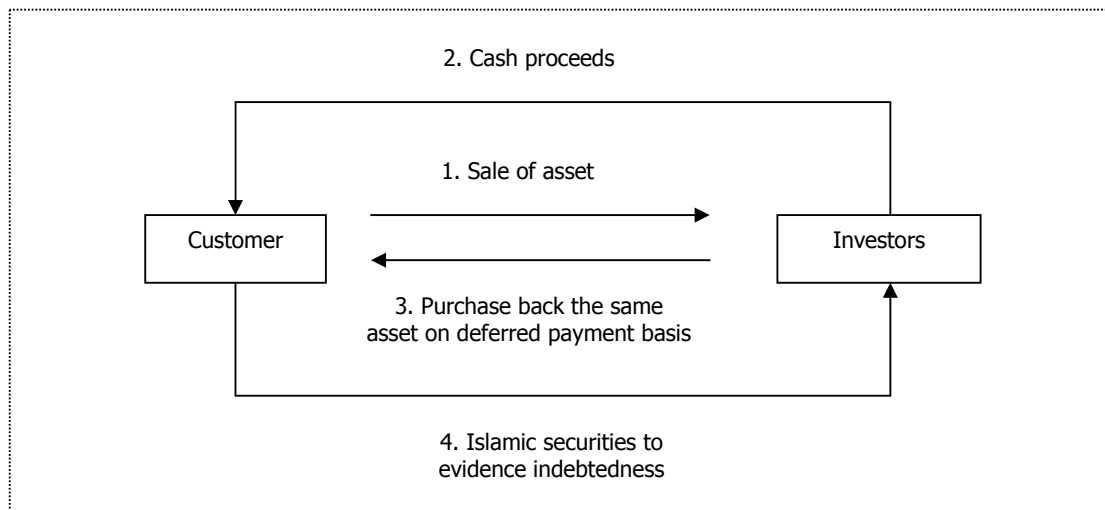 2. Cash proceeds
1. Sale of asset
Customer
Investors
3. Purchase back the same
asset on deferred payment basis
4. Islamic securities to
evidence indebtedness